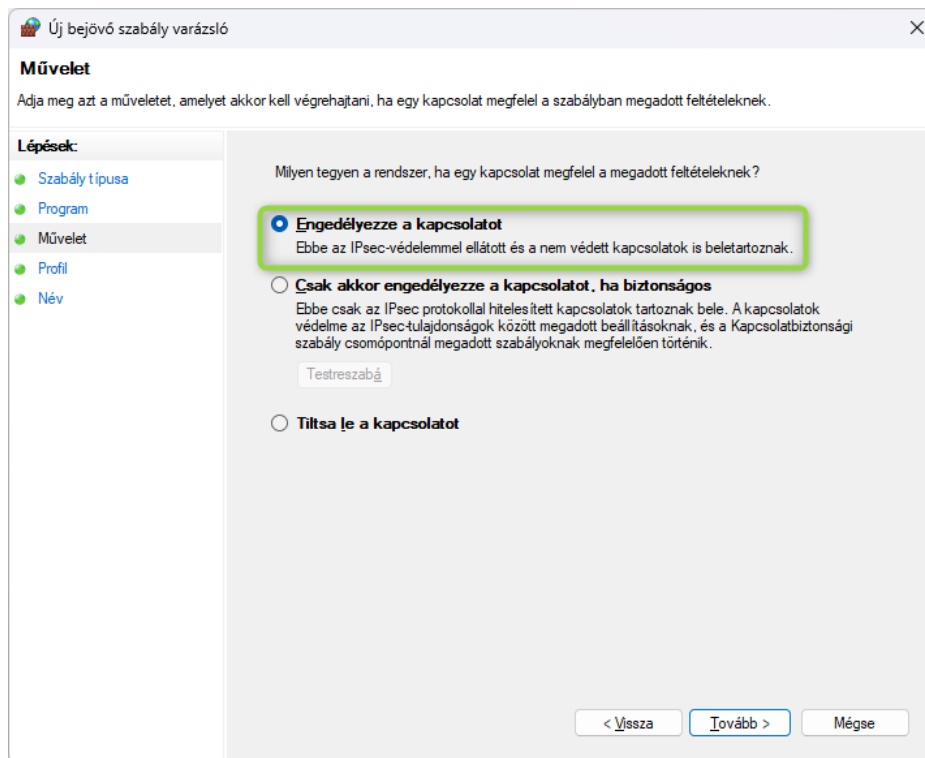 Új bejövő szabály varázsló
Művelet
Adja meg azt a műveletet, amelyet akkor kell végrehajtani, ha egy kapcsolat megfelel a szabályban megadott feltételeknek.
Lépések:
Szabály típusa
Program
Művelet
Profil
Név
Milyen tegyen a rendszer, ha egy kapcsolat megfelel a megadott feltételeknek?
Engedélyezze a kapcsolatot
Ebbe az IPsec-védelemmel ellátott és a nem védett kapcsolatok is beletartoznak.
Csak akkor engedélyezze a kapcsolatot, ha biztonságos
Ebbe csak az IPsec protokollal hitelesített kapcsolatok tartoznak bele. A kapcsolatok
védelme az IPsec-tulajdonságok között megadott beállításoknak, és a Kapcsolatbiztonsági
szabály csomópontnál megadott szabályoknak megfelelően történik.
Testreszabá
Tiltsa le a kapcsolatot
< Vissza
Tovább >
Mégse